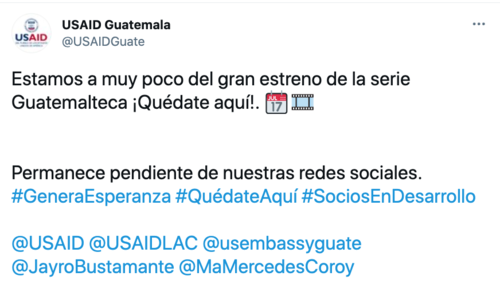 USAID Guatemala
@USAIDGuate
USAID
Estamos a muy poco del gran estreno de la serie
Guatemalteca ¡Quédate aquí!. 📅🎞️
Permanece pendiente de nuestras redes sociales.
#GeneraEsperanza #QuédateAquí #SociosEnDesarrollo
@USAID @USAIDLAC @usembassyguate
@JayroBustamante @MaMercedesCoroy